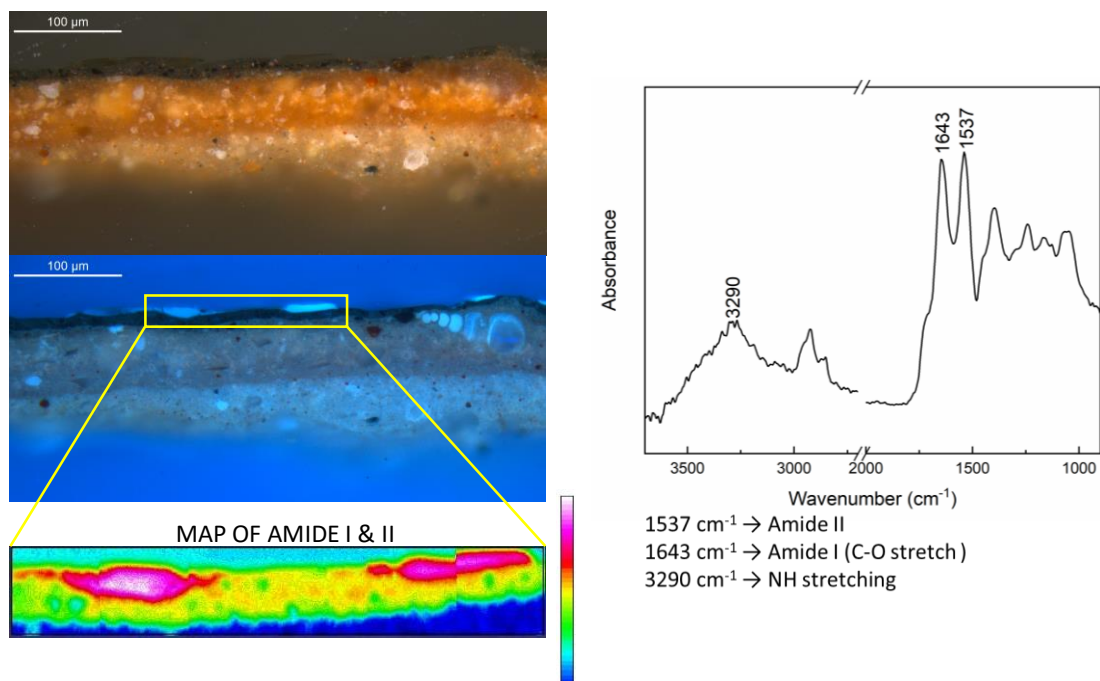 100 µm
100 µm
MAP OF AMIDE I & II
1643
1537
3290
Absorbance
3500
3000
2000
1500
1000
Wavenumber (cm⁻¹)
1537 cm⁻¹ → Amide II
1643 cm⁻¹ → Amide I (C-O stretch )
3290 cm⁻¹ → NH stretching